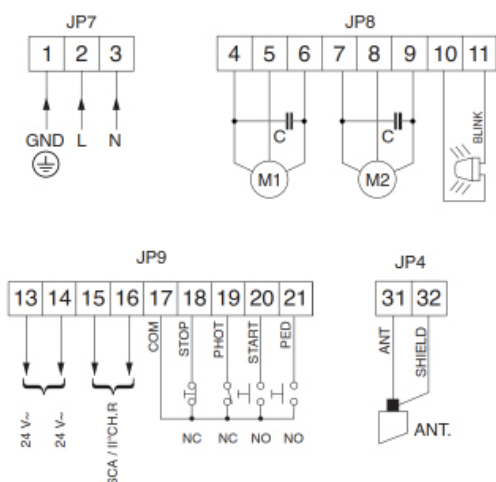 JP7
1 2 3
GND L N
JP8
4 5 6 7 8 9 10 11
C C BLINK
M1 M2
JP9
13 14 15 16 17 18 19 20 21
COM STOP PHOT START PED
24 V~ 24 V~ SCA / II°CH.R
NC NC NO NO
JP4
31 32
ANT SHIELD
ANT.